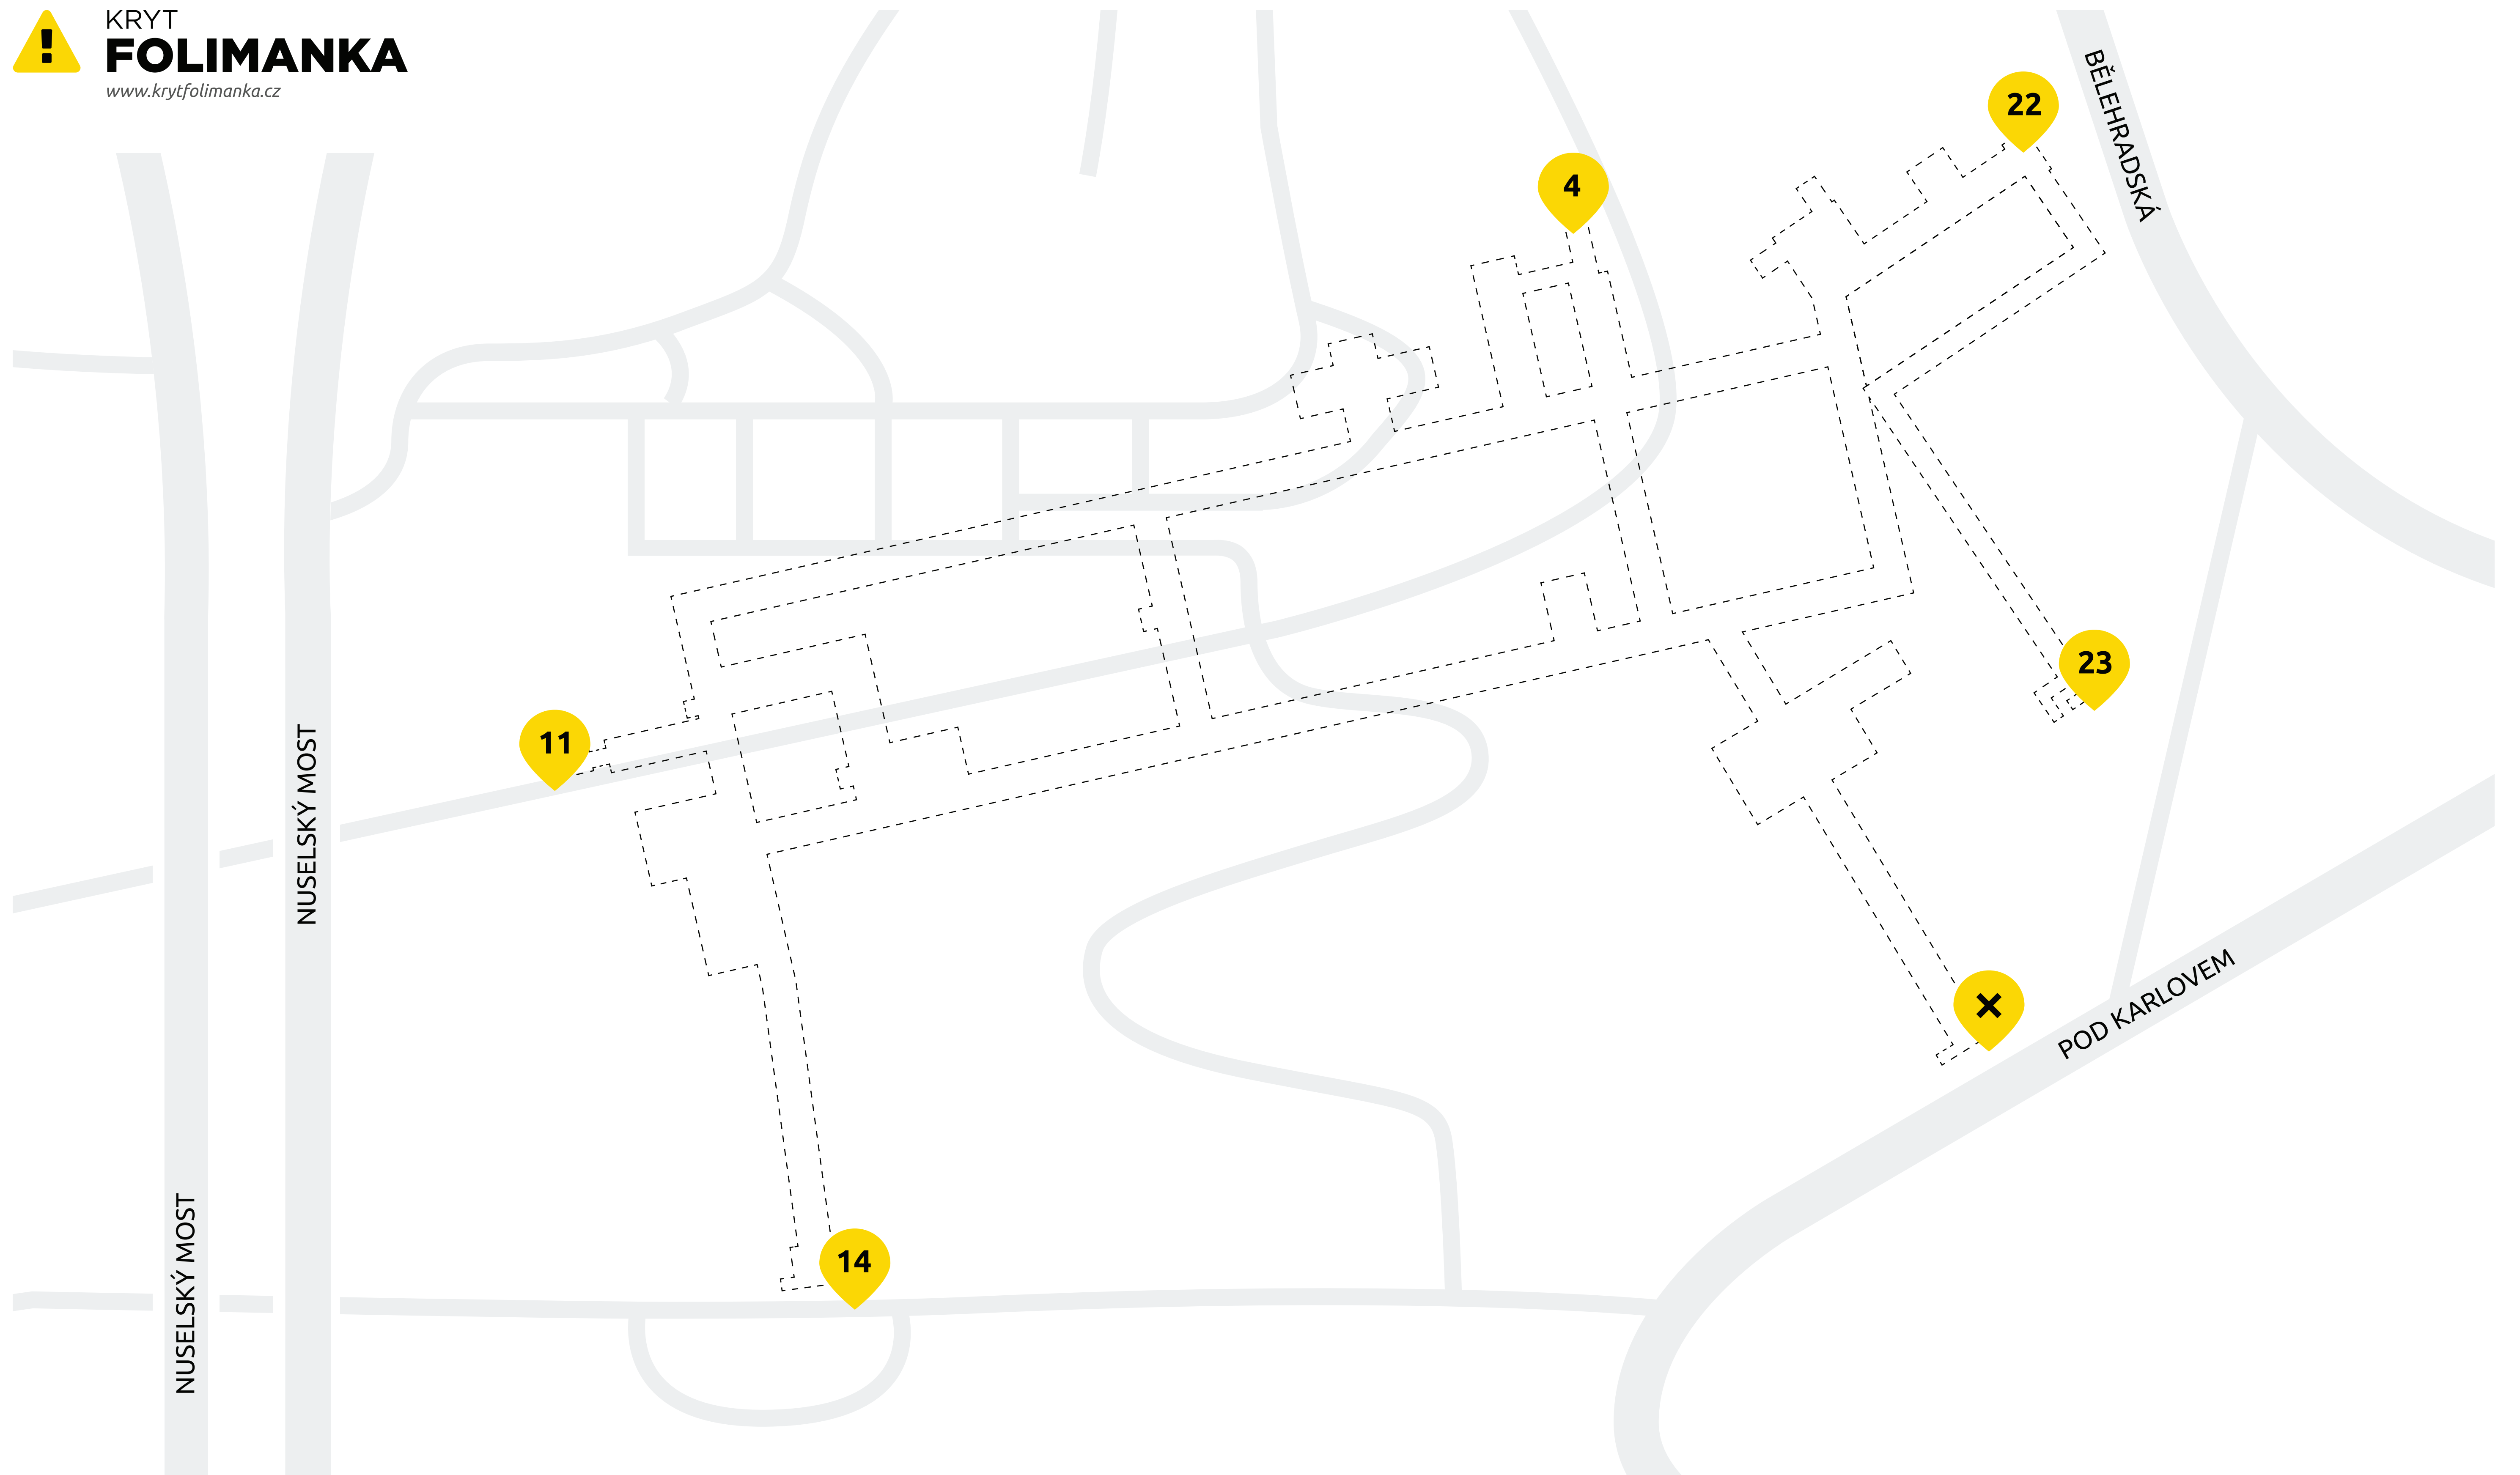 KRYT
FOLIMANKA
www.krytfolimanka.cz
BĚLEHRADSKÁ
22
4
23
11
NUSELSKÝ MOST
POD KARLOVEM
14
NUSELSKÝ MOST